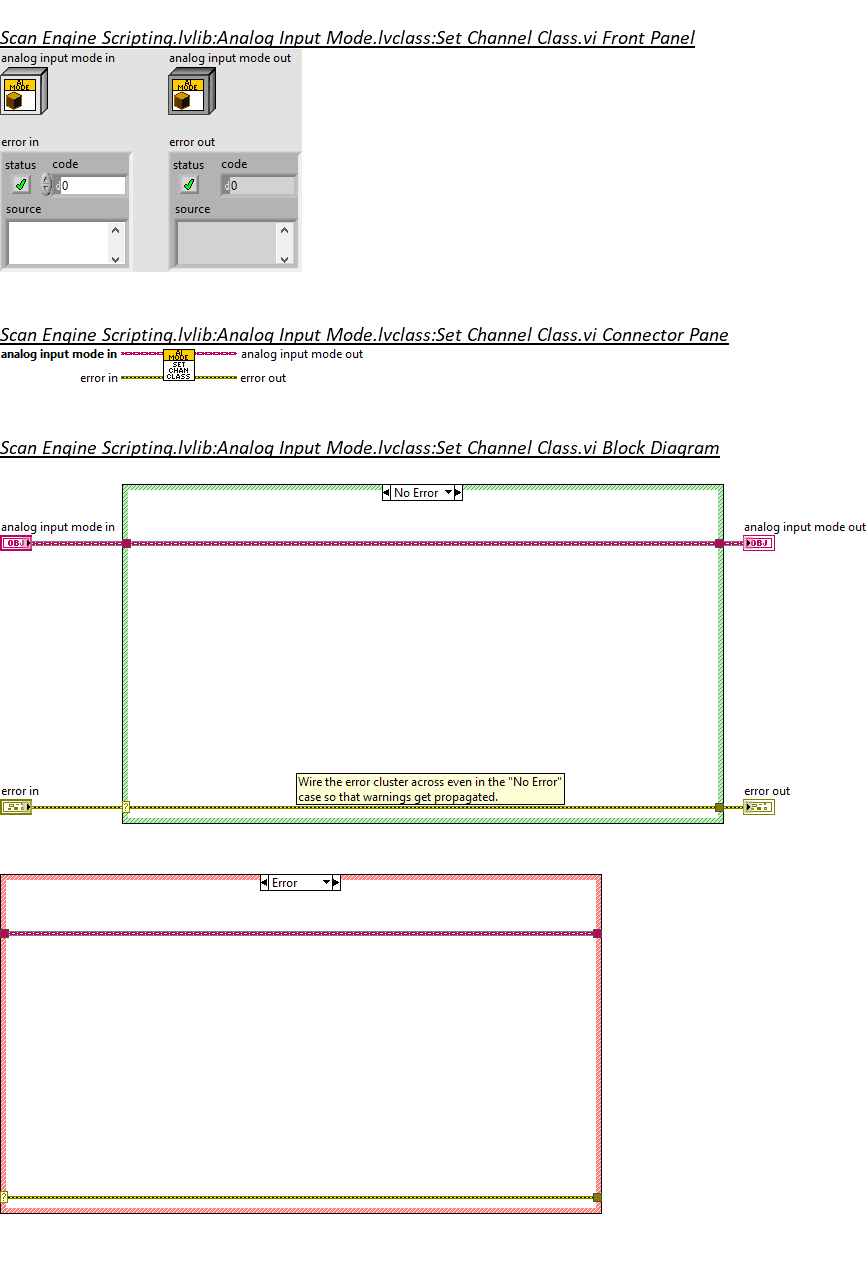 Scan Engine Scripting.lvlib:Analog Input Mode.lvclass:Set Channel Class.vi Front Panel
analog input mode in
analog input mode out
AI
MODE
AI
MODE
error in
error out
status
code
status
code
d
0
d
0
source
source
Scan Engine Scripting.lvlib:Analog Input Mode.lvclass:Set Channel Class.vi Connector Pane
analog input mode in
AI
MODE
SET
CHAN
CLASS
analog input mode out
error in
error out
Scan Engine Scripting.lvlib:Analog Input Mode.lvclass:Set Channel Class.vi Block Diagram
No Error
analog input mode in
analog input mode out
OBJ
OBJ
Wire the error cluster across even in the "No Error"
case so that warnings get propagated.
error in
error out
?
Error
?